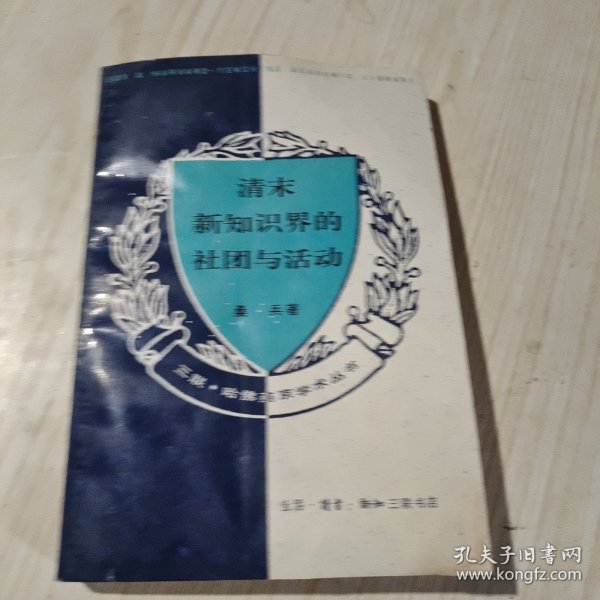 清末
新知识界的
社团与活动
桑 兵著
三联·哈佛燕京学术丛书
生活·读书·新知三联书店
孔夫子旧书网
www.kongfz.com